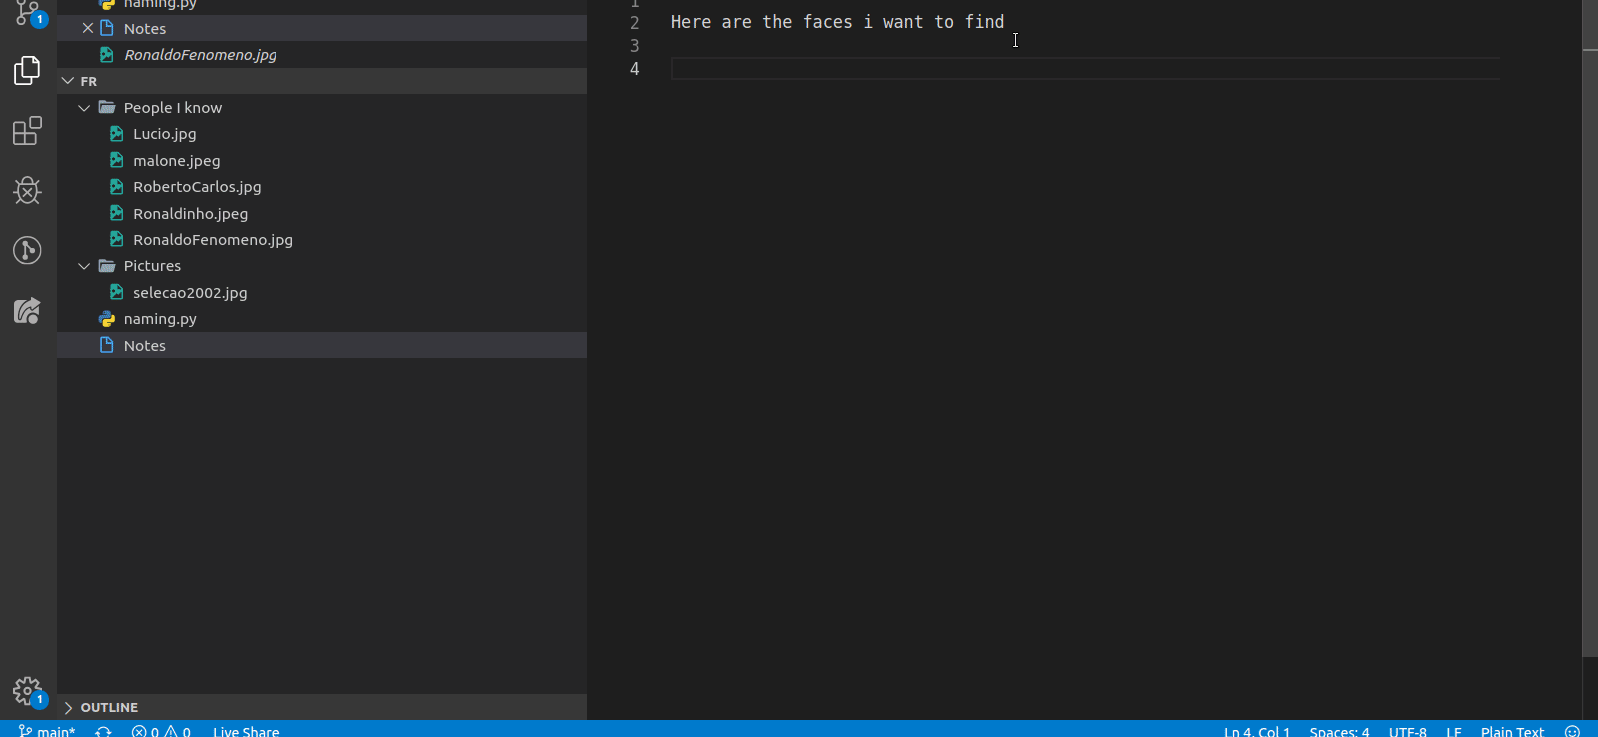 1
naming.py
Notes
RonaldoFenomeno.jpg
FR
People I know
Lucio.jpg
malone.jpeg
RobertoCarlos.jpg
Ronaldinho.jpeg
RonaldoFenomeno.jpg
Pictures
selecao2002.jpg
naming.py
Notes
1
2 Here are the faces i want to find
3
4
1
OUTLINE
main* 0 0 Live Share Ln 4, Col 1 Spaces: 4 UTF-8 LF Plain Text